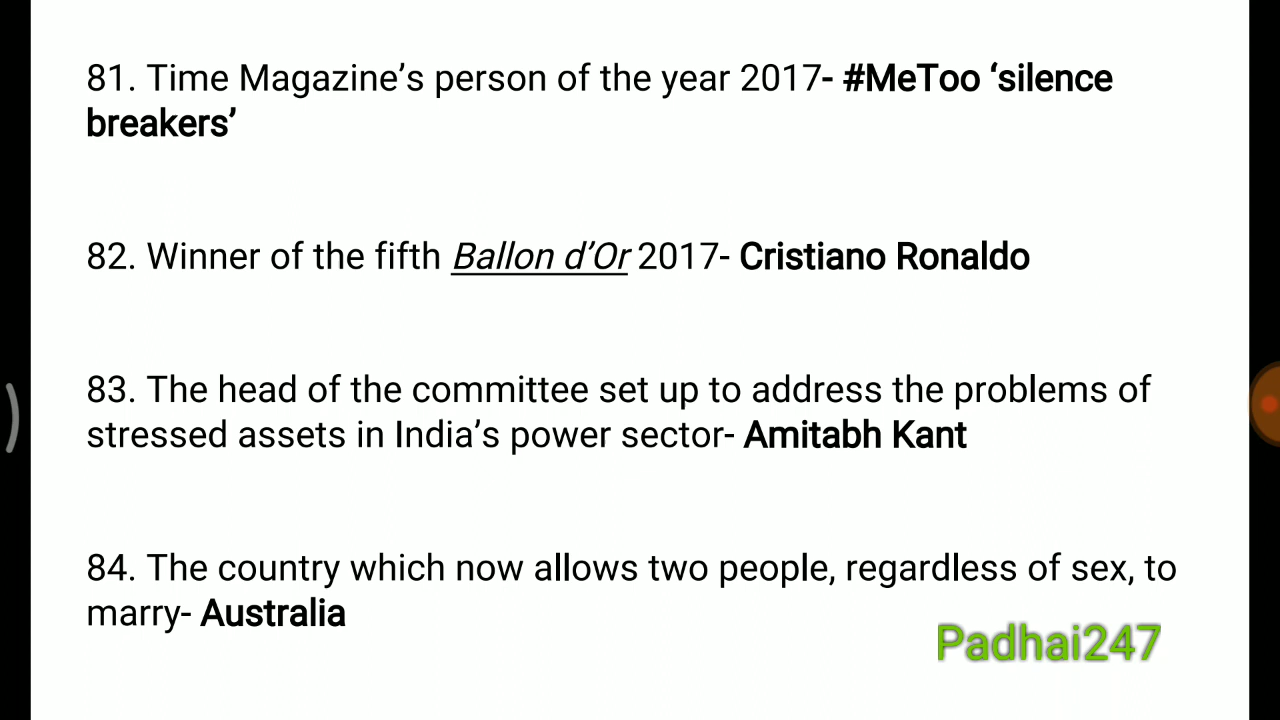 81. Time Magazine’s person of the year 2017- #MeToo ‘silence
breakers’
82. Winner of the fifth Ballon d’Or 2017- Cristiano Ronaldo
83. The head of the committee set up to address the problems of
stressed assets in India’s power sector- Amitabh Kant
84. The country which now allows two people, regardless of sex, to
marry- Australia
Padhai247